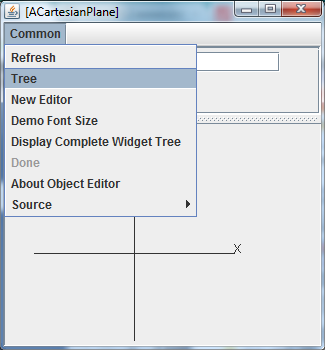 [ACartesianPlane]
Common
Refresh
Tree
New Editor
Demo Font Size
Display Complete Widget Tree
Done
About Object Editor
Source
X